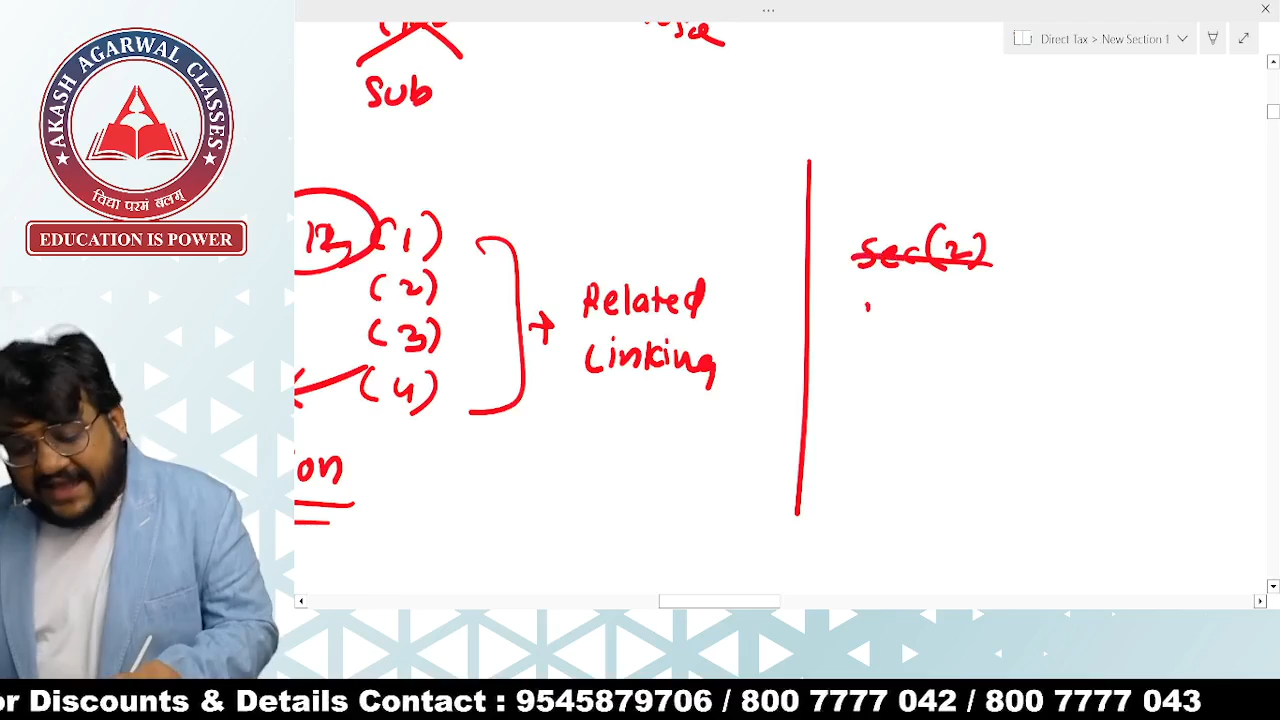 AKASH AGARWAL CLASSES
विद्या परमं बलम्
EDUCATION IS POWER
Direct Tax > New Section 1
Sub
12 (1)
(2)
(3)
(4)
Related
Linking
on
Sec(2)
or Discounts & Details Contact : 9545879706 / 800 7777 042 / 800 7777 043